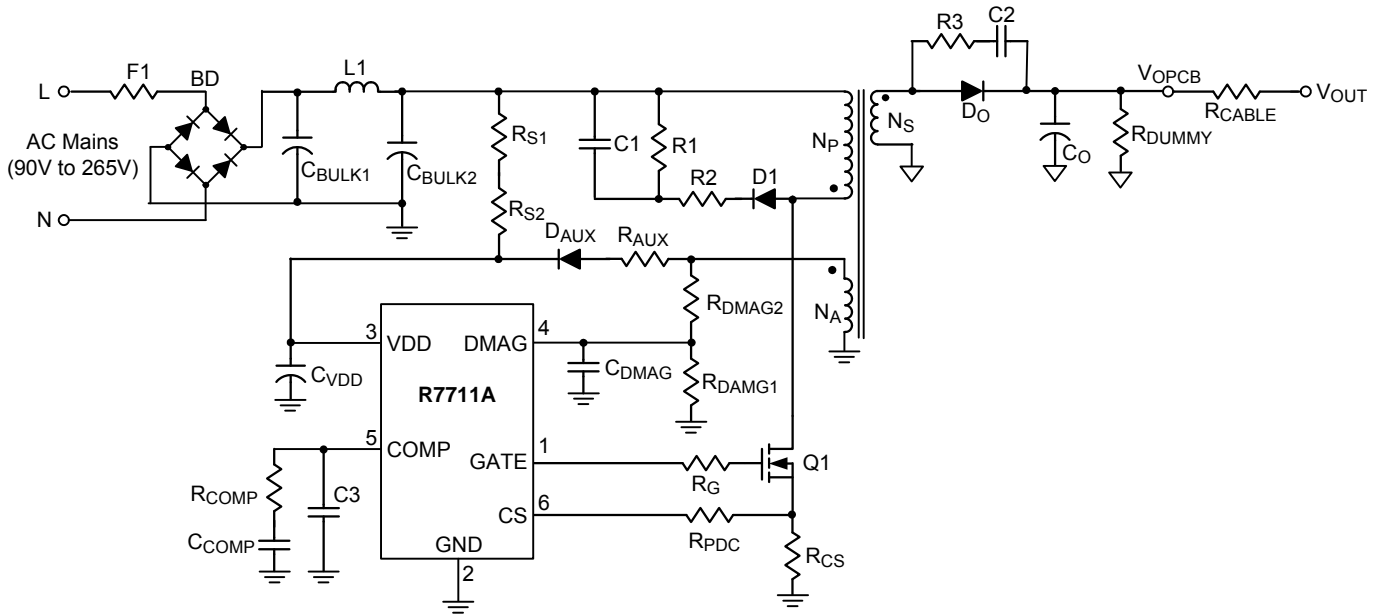 R3
C2
F1
BD
L1
L
N
AC Mains
(90V to 265V)
CBULK1
CBULK2
RS1
RS2
C1
R1
R2
D1
NP
NS
DO
CO
RDUMMY
VOPCB
RCABLE
VOUT
DAUX
RAUX
NA
RDMAG2
RDAMG1
CDMAG
3
VDD
DMAG
4
CVDD
R7711A
5
COMP
GATE
1
RG
Q1
RCOMP
C3
CS
6
RPDC
CCOMP
GND
2
RCS